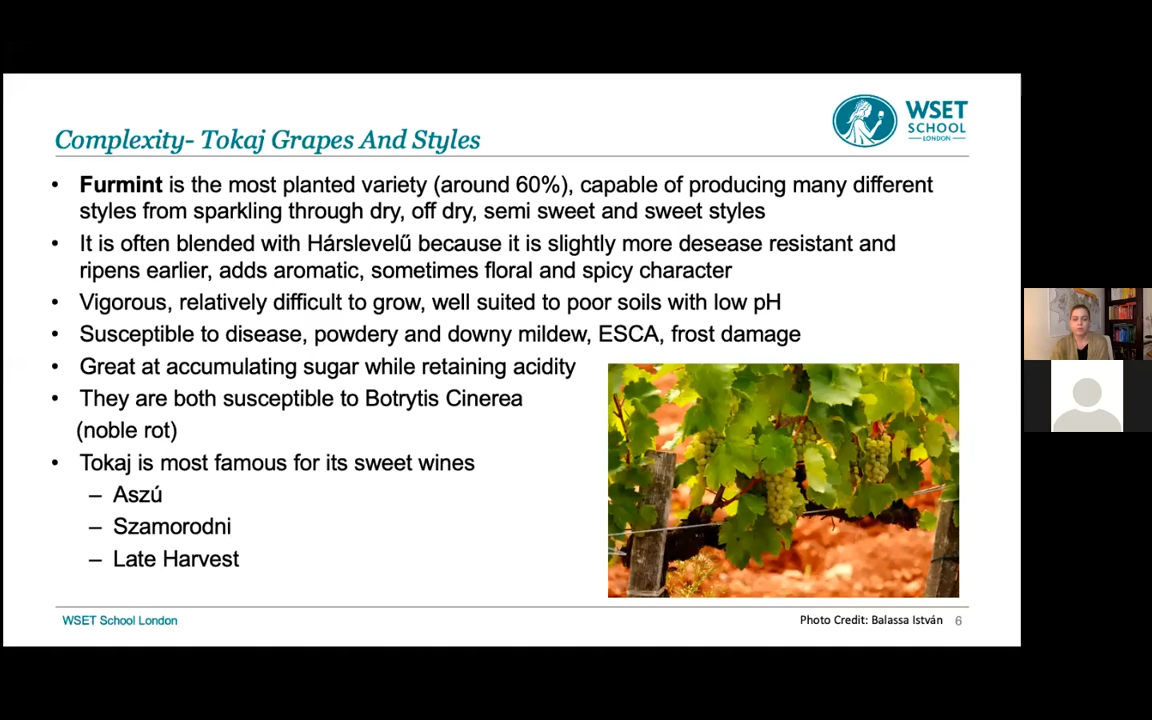 WSET
SCHOOL
LONDON
Complexity- Tokaj Grapes And Styles
• Furmint is the most planted variety (around 60%), capable of producing many different
styles from sparkling through dry, off dry, semi sweet and sweet styles
• It is often blended with Hárslevelű because it is slightly more desease resistant and
ripens earlier, adds aromatic, sometimes floral and spicy character
• Vigorous, relatively difficult to grow, well suited to poor soils with low pH
• Susceptible to disease, powdery and downy mildew, ESCA, frost damage
• Great at accumulating sugar while retaining acidity
• They are both susceptible to Botrytis Cinerea
(noble rot)
• Tokaj is most famous for its sweet wines
– Aszú
– Szamorodni
– Late Harvest
WSET School London
Photo Credit: Balassa István 6